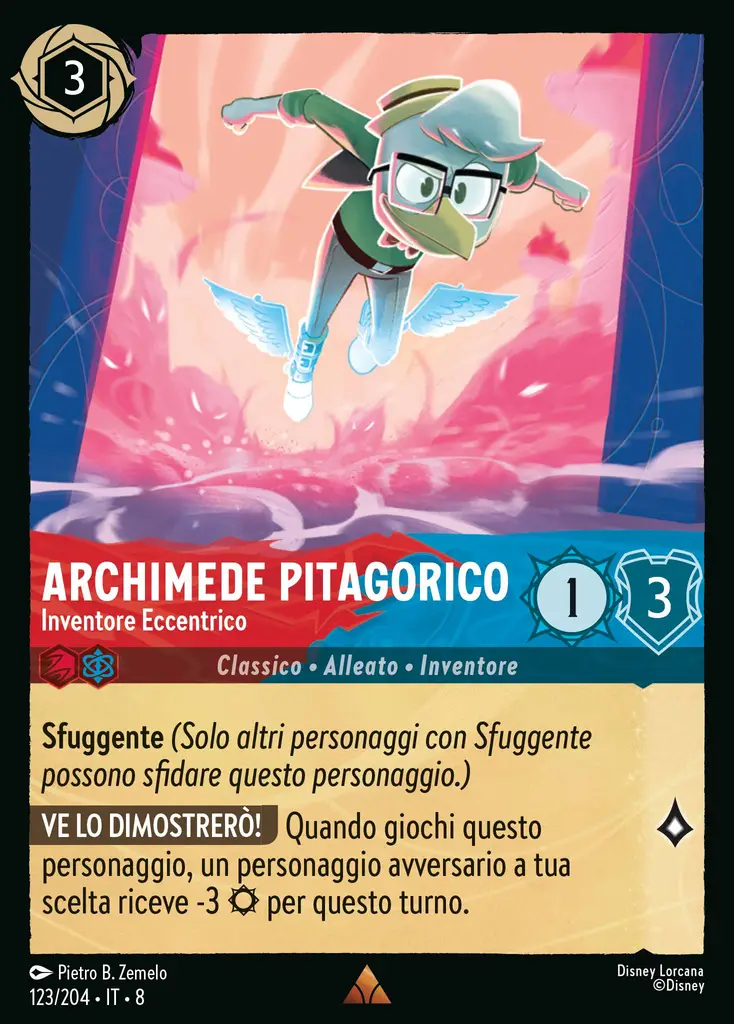 3
ARCHIMEDE PITAGORICO
Inventore Eccentrico
1
3
Classico • Alleato • Inventore
Sfuggente (Solo altri personaggi con Sfuggente
possono sfidare questo personaggio.)
VE LO DIMOSTRERÒ! Quando giochi questo
personaggio, un personaggio avversario a tua
scelta riceve -3 per questo turno.
Pietro B. Zemelo
123/204 • IT • 8
Disney Lorcana
©Disney